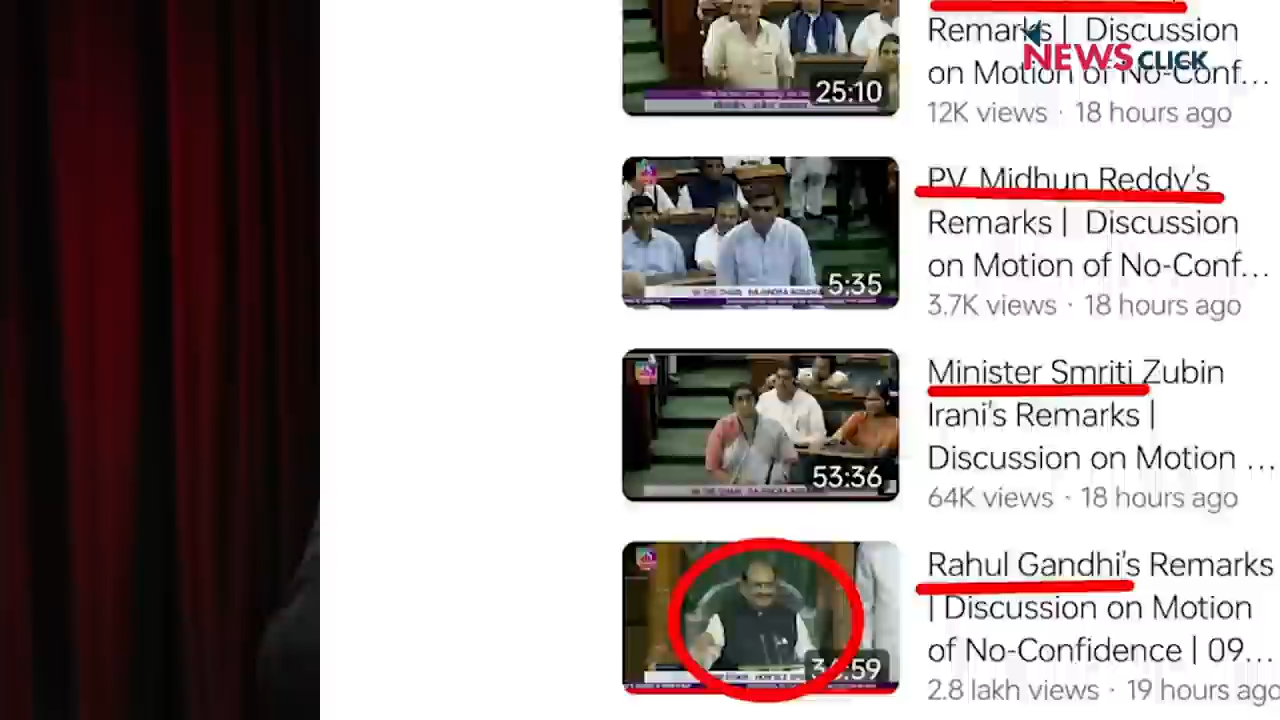 NEWSCLICK
Remarks | Discussion
on Motion of No-Conf...
25:10
12K views · 18 hours ago
PV Midhun Reddy's
Remarks | Discussion
on Motion of No-Conf...
5:35
3.7K views · 18 hours ago
Minister Smriti Zubin
Irani's Remarks |
Discussion on Motion ...
53:36
64K views · 18 hours ago
Rahul Gandhi's Remarks
| Discussion on Motion
of No-Confidence | 09...
2.8 lakh views · 19 hours ago